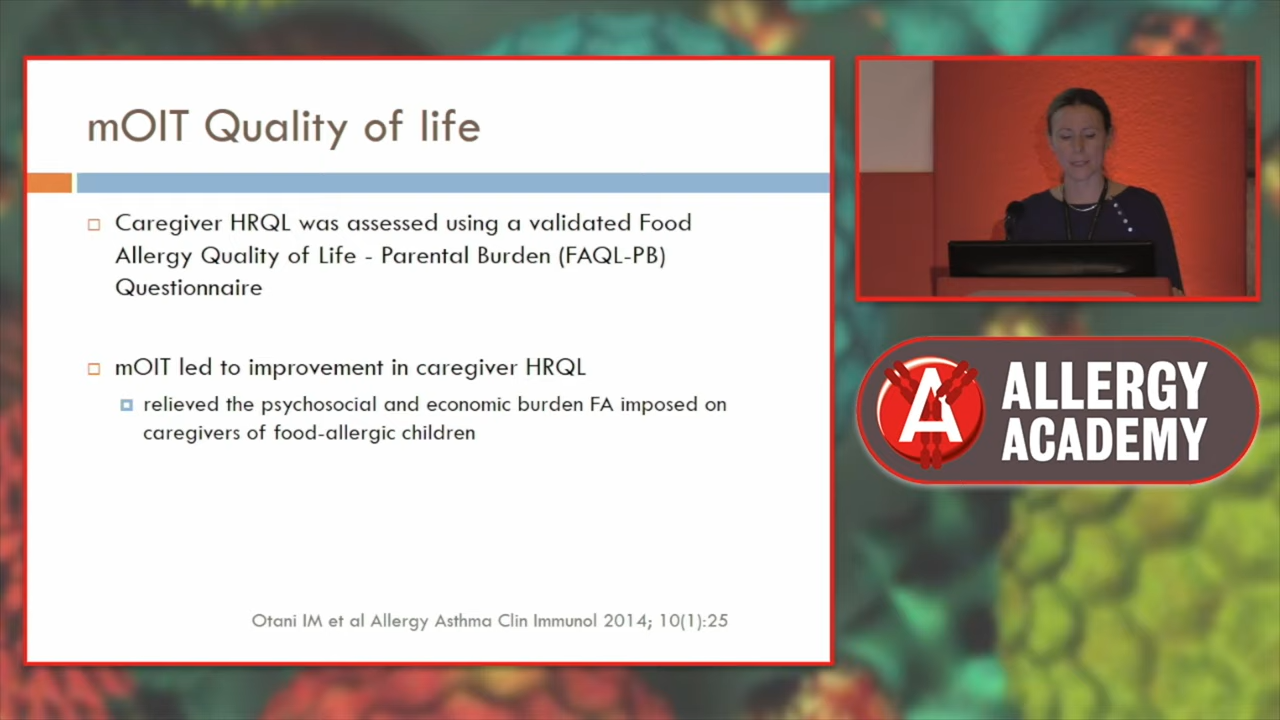 mOIT Quality of life
Caregiver HRQL was assessed using a validated Food
Allergy Quality of Life - Parental Burden (FAQL-PB)
Questionnaire
mOIT led to improvement in caregiver HRQL
relieved the psychosocial and economic burden FA imposed on
caregivers of food-allergic children
Otani IM et al Allergy Asthma Clin Immunol 2014; 10(1):25
A
ALLERGY
ACADEMY